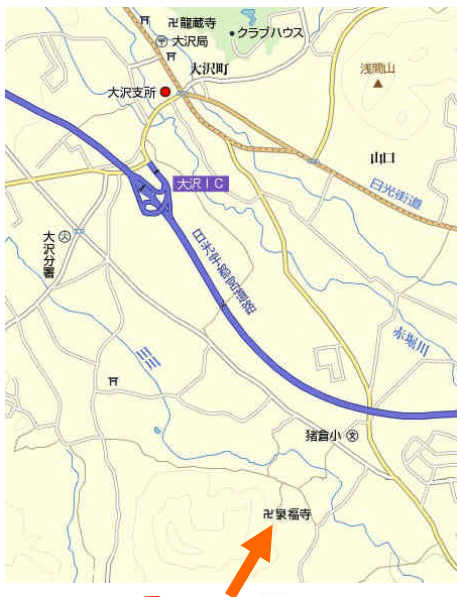 卍龍蔵寺
大沢局
クラブハウス
大沢町
浅間山
大沢支所
山口
大沢IC
日光街道
大沢分署
日光宇都宮道路
赤堀川
猪倉小
卍泉福寺